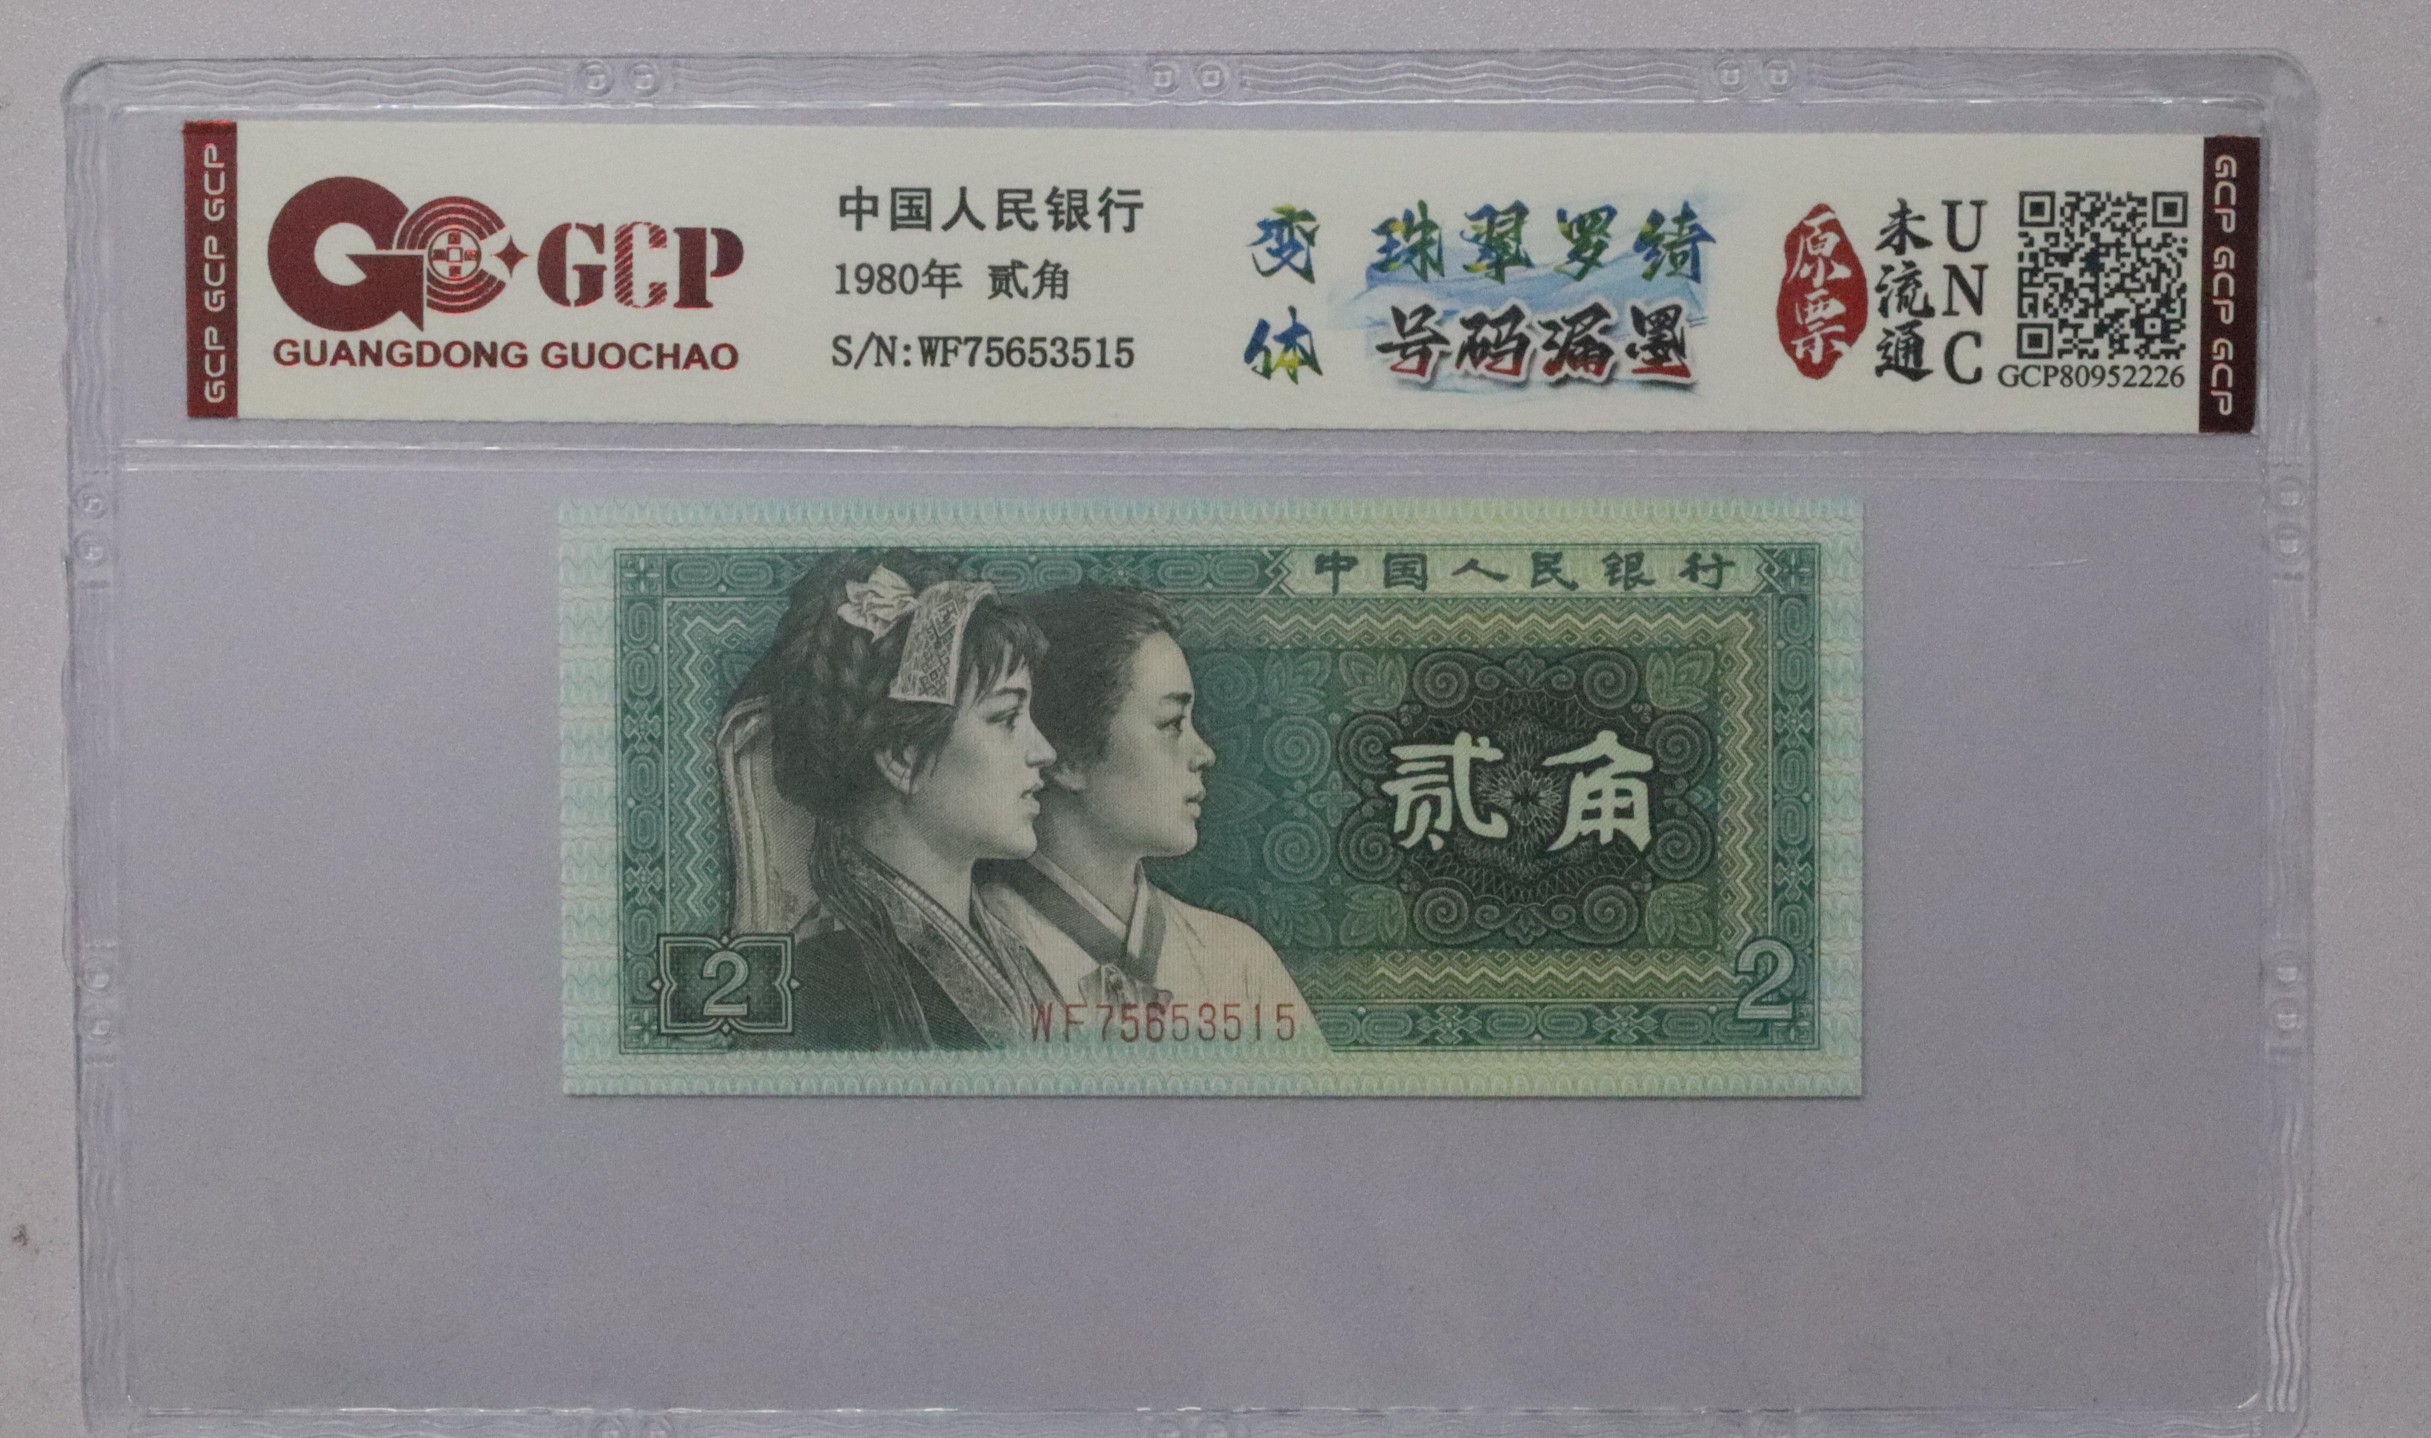 GCP GCP GCP
GCP
GUANGDONG GUOCHAO
中国人民银行
1980年 贰角
S/N:WF75653515
变体
珠翠罗绮
号码漏墨
原票
未流通
UNC
GCP80952226
GCP GCP GCP
中国人民银行
贰角
2
2
WF75653515